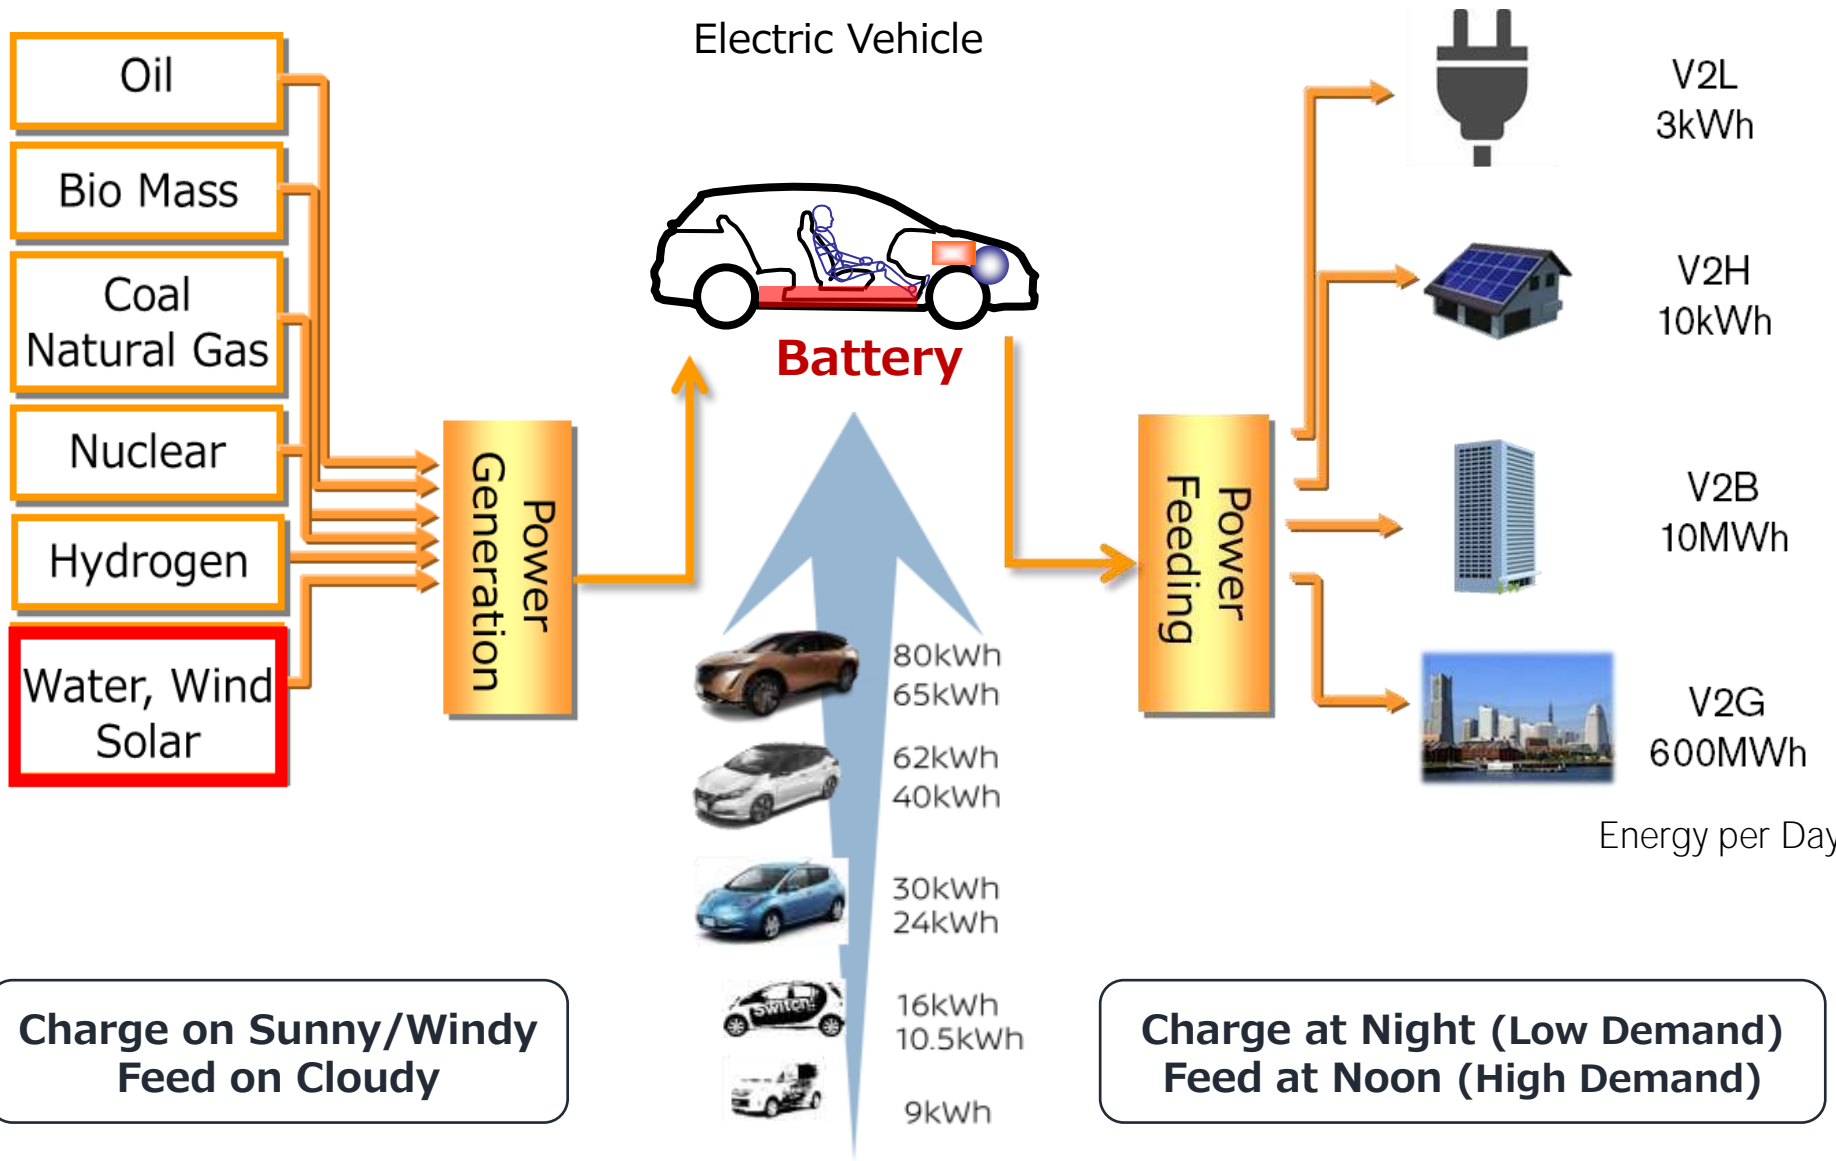 Electric Vehicle
Oil
Bio Mass
Coal
Natural Gas
Nuclear
Hydrogen
Water, Wind
Solar
Power
Generation
Battery
Power
Feeding
V2L
3kWh
V2H
10kWh
V2B
10MWh
V2G
600MWh
Energy per Day
80kWh
65kWh
62kWh
40kWh
30kWh
24kWh
Switch!
16kWh
10.5kWh
9kWh
Charge on Sunny/Windy
Feed on Cloudy
Charge at Night (Low Demand)
Feed at Noon (High Demand)